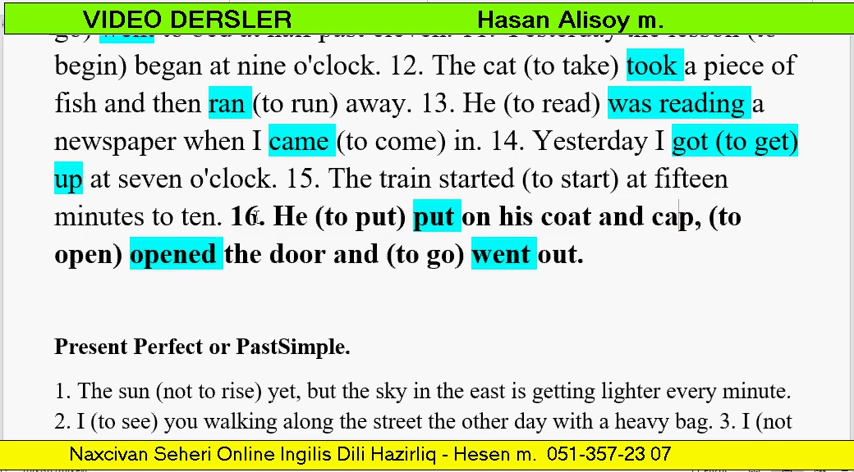 VIDEO DERSLER Hasan Alisoy m.
begin) began at nine o'clock. 12. The cat (to take) took a piece of
fish and then ran (to run) away. 13. He (to read) was reading a
newspaper when I came (to come) in. 14. Yesterday I got (to get)
up at seven o'clock. 15. The train started (to start) at fifteen
minutes to ten. 16. He (to put) put on his coat and cap, (to
open) opened the door and (to go) went out.
Present Perfect or PastSimple.
1. The sun (not to rise) yet, but the sky in the east is getting lighter every minute.
2. I (to see) you walking along the street the other day with a heavy bag. 3. I (not
Naxcivan Seheri Online Ingilis Dili Hazirliq - Hesen m. 051-357-23 07